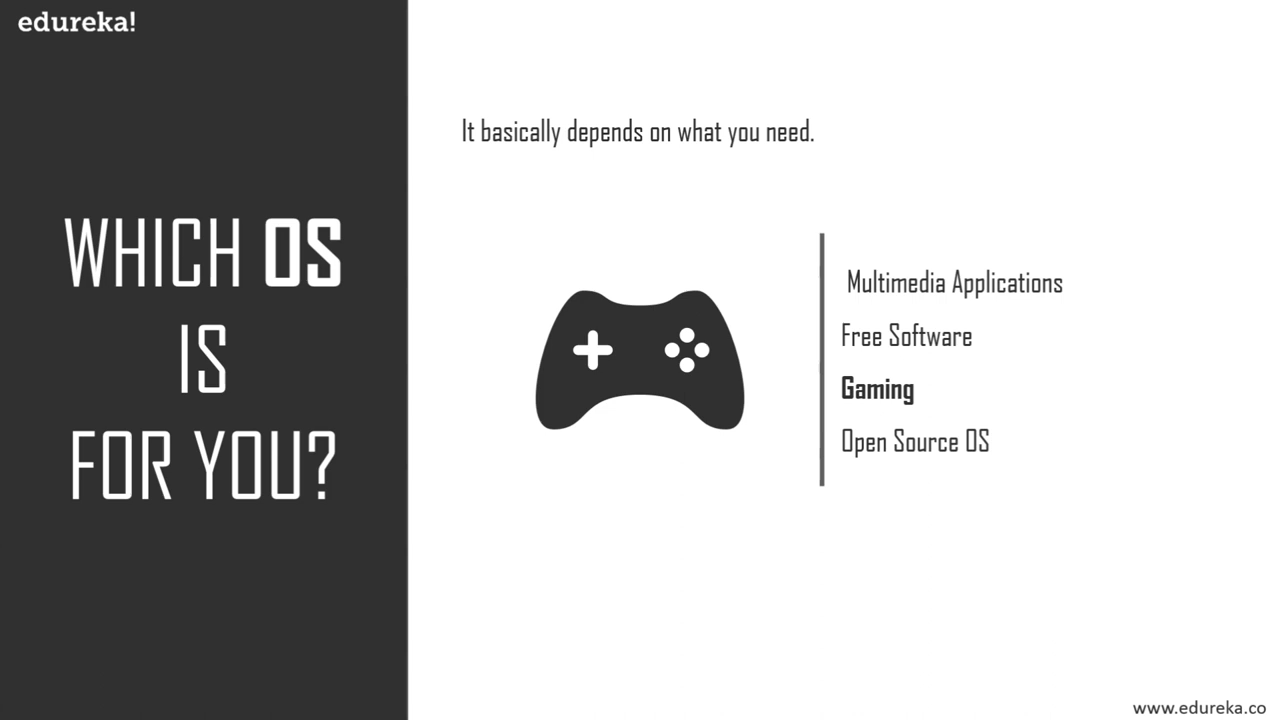 edureka!
WHICH OS
IS
FOR YOU?
It basically depends on what you need.
Multimedia Applications
Free Software
Gaming
Open Source OS
www.edureka.co